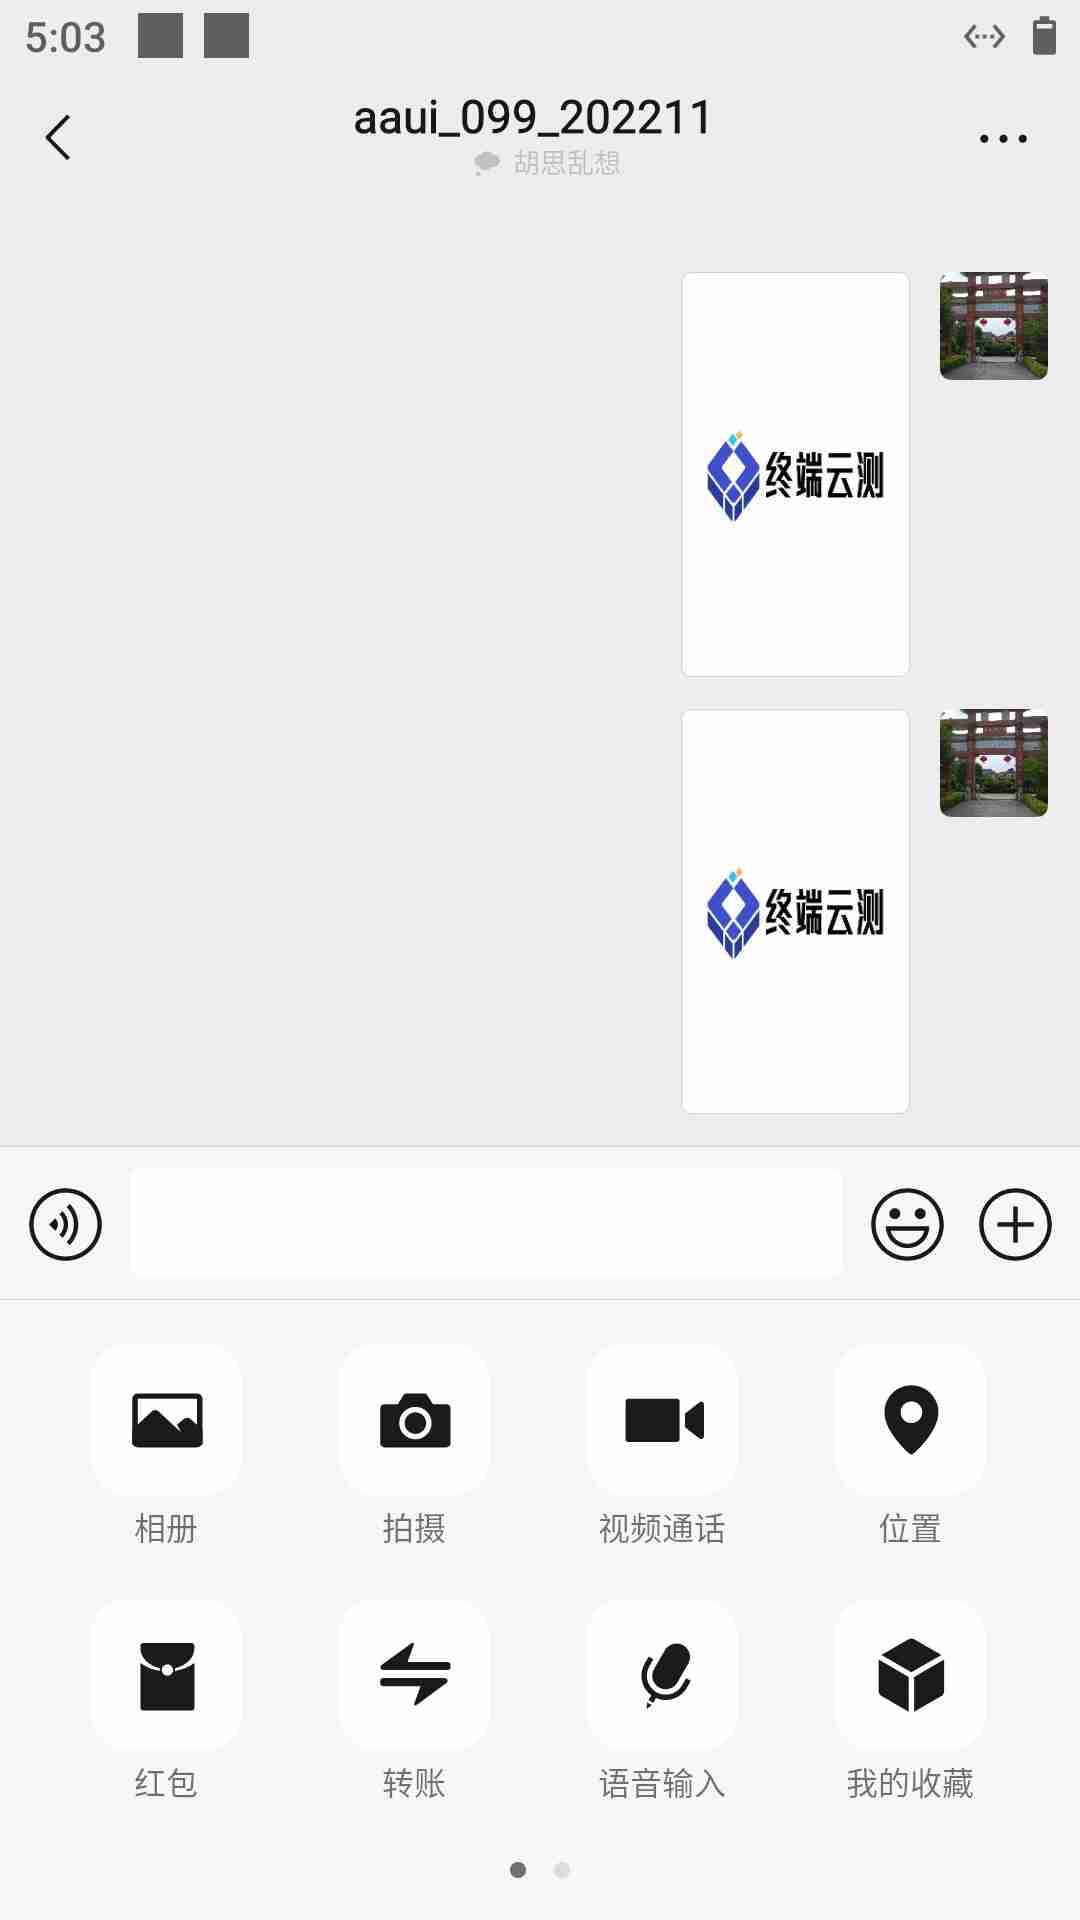 5:03
aaui_099_202211
胡思乱想
终端云测
终端云测
相册
拍摄
视频通话
位置
红包
转账
语音输入
我的收藏